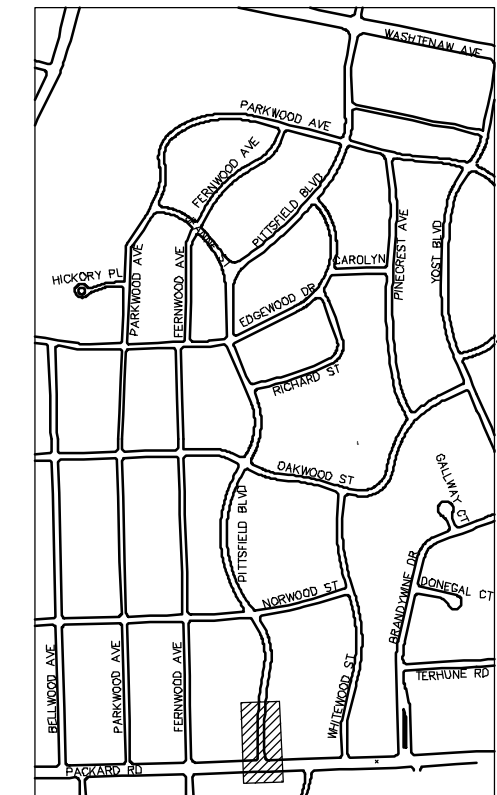 WASHTENAW AVE
PARKWOOD AVE
FERNWOOD AVE
PITTSFIELD BLVD
CAROLYN
PINECREST AVE
YOST BLVD
HICKORY PL
PARKWOOD AVE
FERNWOOD AVE
EDGEWOOD DR
RICHARD ST
OAKWOOD ST
GALLWAY CT
PITTSFIELD BLVD
BRANDYWINE DR
DONEGAL CT
NORWOOD ST
TERHUNE RD
BELLWOOD AVE
PARKWOOD AVE
FERNWOOD AVE
WHITEWOOD ST
PACKARD RD